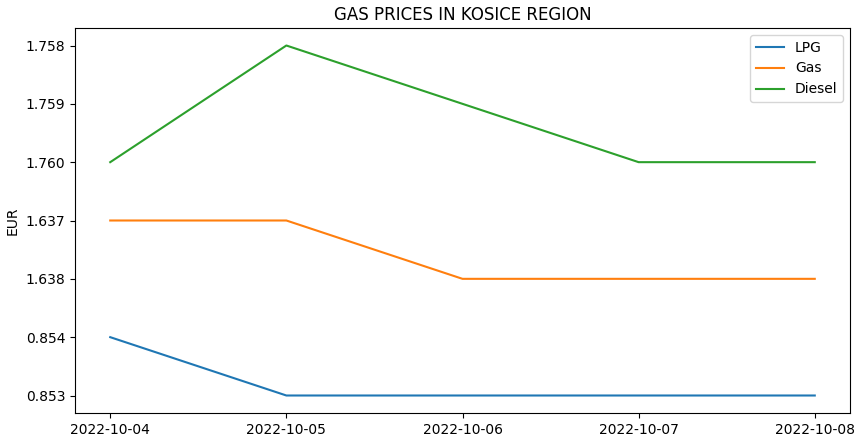 GAS PRICES IN KOSICE REGION
LPG
Gas
Diesel
EUR
1.758
1.759
1.760
1.637
1.638
0.854
0.853
2022-10-04
2022-10-05
2022-10-06
2022-10-07
2022-10-08